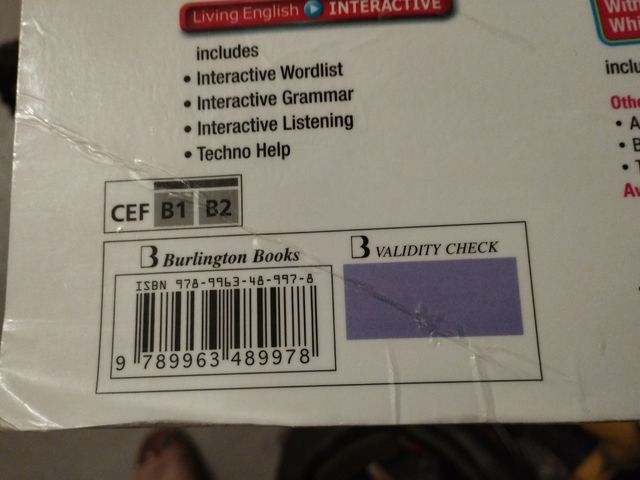 Living English INTERACTIVE
includes
• Interactive Wordlist
• Interactive Grammar
• Interactive Listening
• Techno Help
CEF B1 B2
B Burlington Books
ISBN 978-9963-48-997-8
9 789963 489978
B VALIDITY CHECK
With